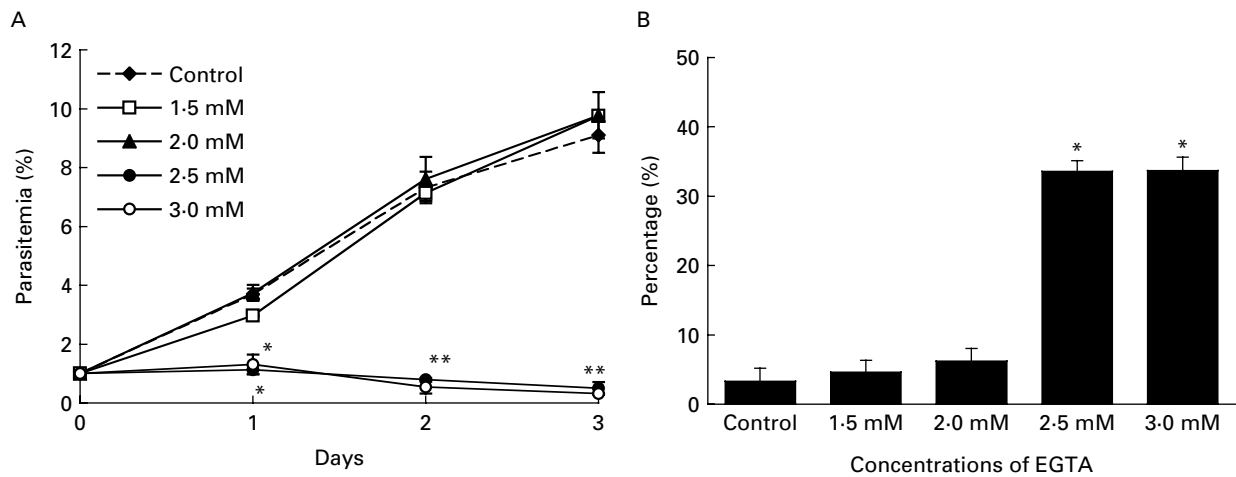 A
Parasitemia (%)
12
10
8
6
4
2
0
Control
1·5 mM
2·0 mM
2·5 mM
3·0 mM
*
*
**
**
0 1 2 3
Days
B
Percentage (%)
50
40
30
20
10
0
*
*
Control 1·5 mM 2·0 mM 2·5 mM 3·0 mM
Concentrations of EGTA